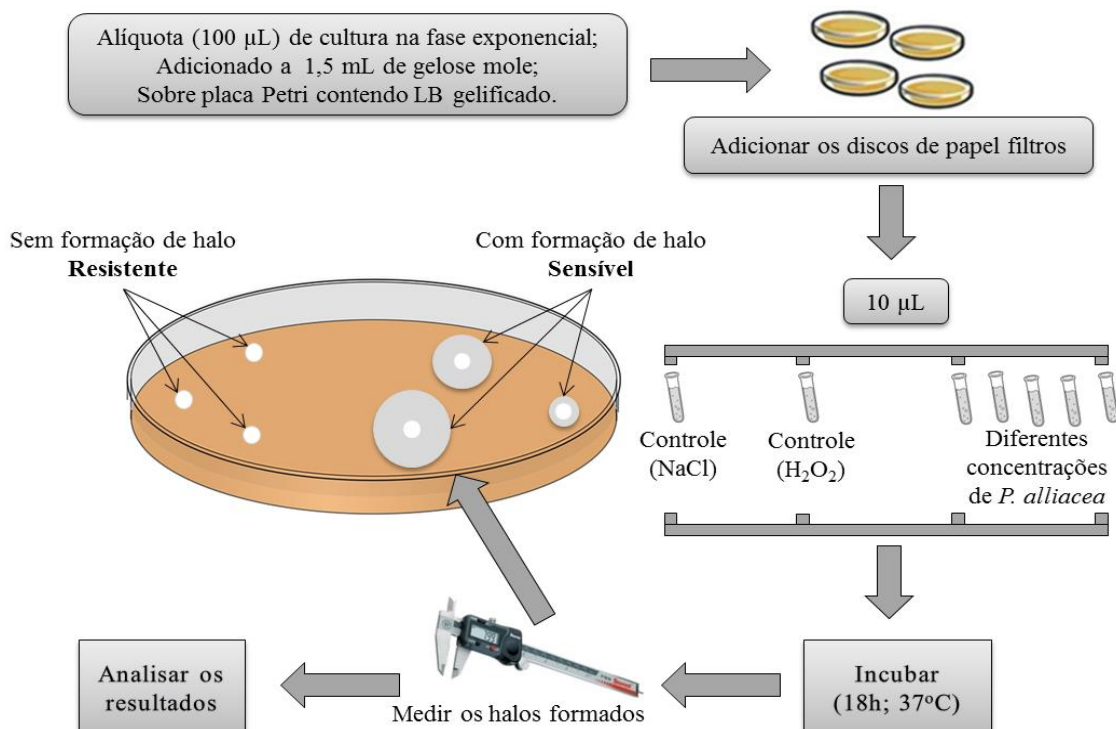 Alíquota (100 µL) de cultura na fase exponencial;
Adicionado a 1,5 mL de gelose mole;
Sobre placa Petri contendo LB gelificado.
Adicionar os discos de papel filtros
Sem formação de halo
Resistente
Com formação de halo
Sensível
10 µL
Controle
(NaCl)
Controle
(H₂O₂)
Diferentes
concentrações
de P. alliacea
Incubar
(18h; 37ºC)
Medir os halos formados
Analisar os
resultados